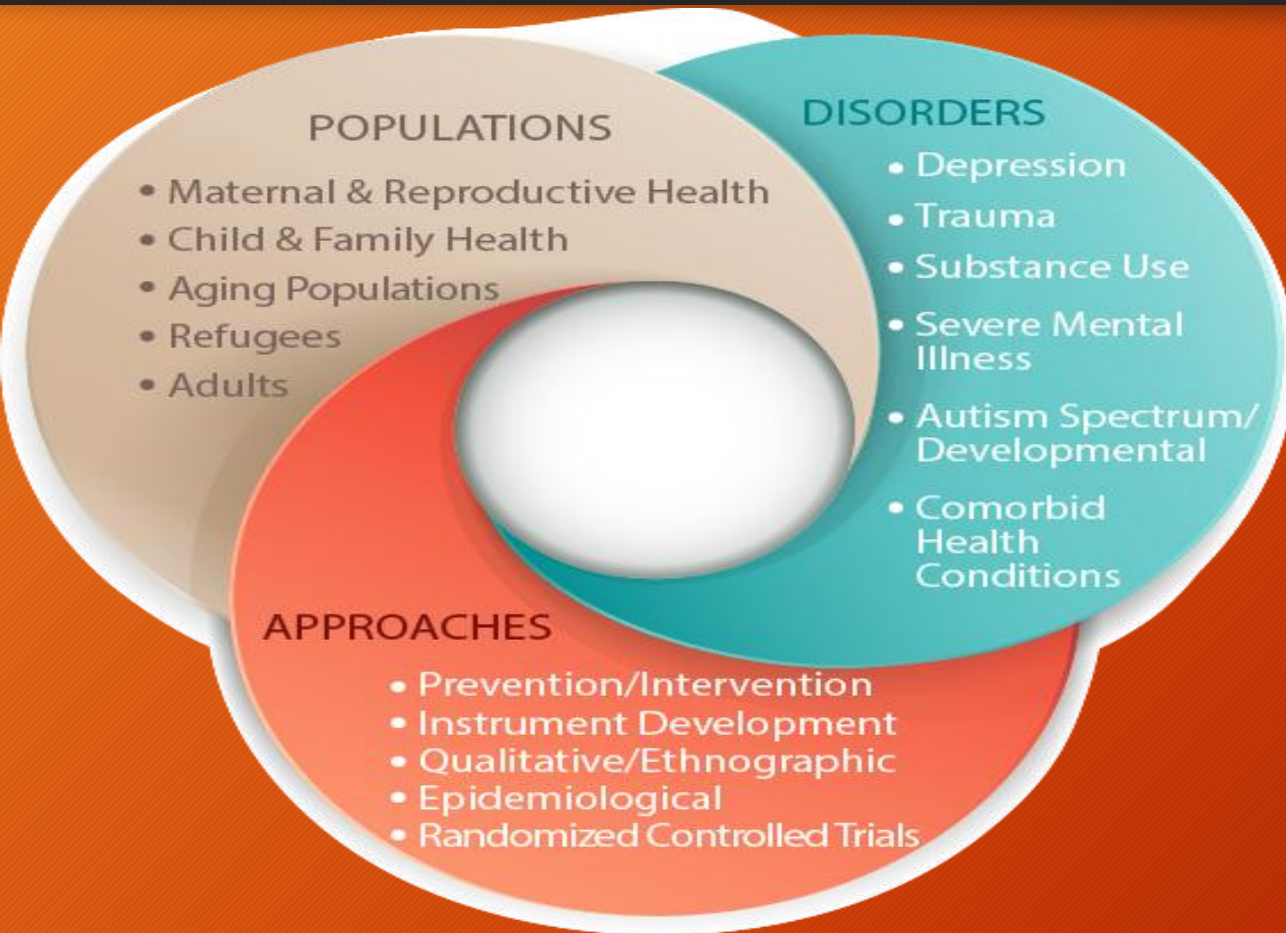 POPULATIONS
• Maternal & Reproductive Health
• Child & Family Health
• Aging Populations
• Refugees
• Adults
DISORDERS
• Depression
• Trauma
• Substance Use
• Severe Mental
Illness
• Autism Spectrum/
Developmental
• Comorbid
Health
Conditions
APPROACHES
• Prevention/Intervention
• Instrument Development
• Qualitative/Ethnographic
• Epidemiological
• Randomized Controlled Trials